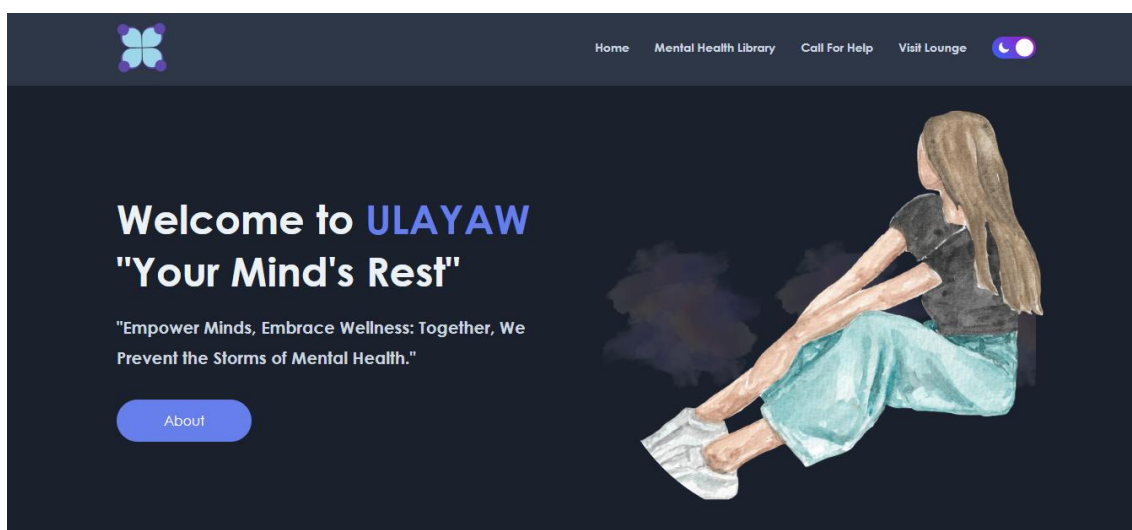 Home Mental Health Library Call For Help Visit Lounge
Welcome to ULAYAW
"Your Mind's Rest"
"Empower Minds, Embrace Wellness: Together, We
Prevent the Storms of Mental Health."
About